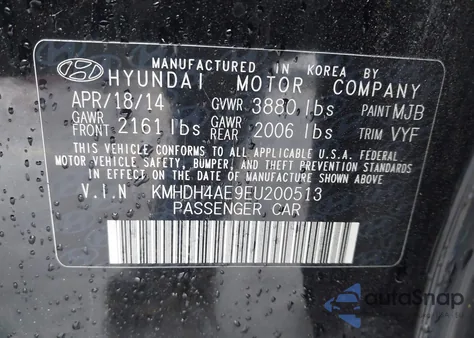 MANUFACTURED IN KOREA BY
HYUNDAI MOTOR COMPANY
APR/18/14 GVWR 3880 lbs PAINT MJB
GAWR FRONT 2161 lbs GAWR REAR 2006 lbs TRIM VYF
THIS VEHICLE CONFORMS TO ALL APPLICABLE U.S.A. FEDERAL
MOTOR VEHICLE SAFETY, BUMPER, AND THEFT PREVENTION STANDARDS
IN EFFECT ON THE DATE OF MANUFACTURE SHOWN ABOVE
V.I.N KMHDH4AE9EU200513
PASSENGER CAR
autoSnap